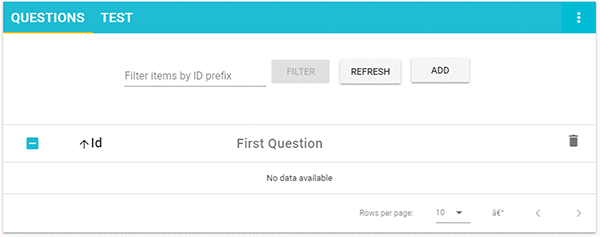 QUESTIONS TEST
Filter items by ID prefix FILTER REFRESH ADD
Id First Question
No data available
Rows per page: 10 â€“